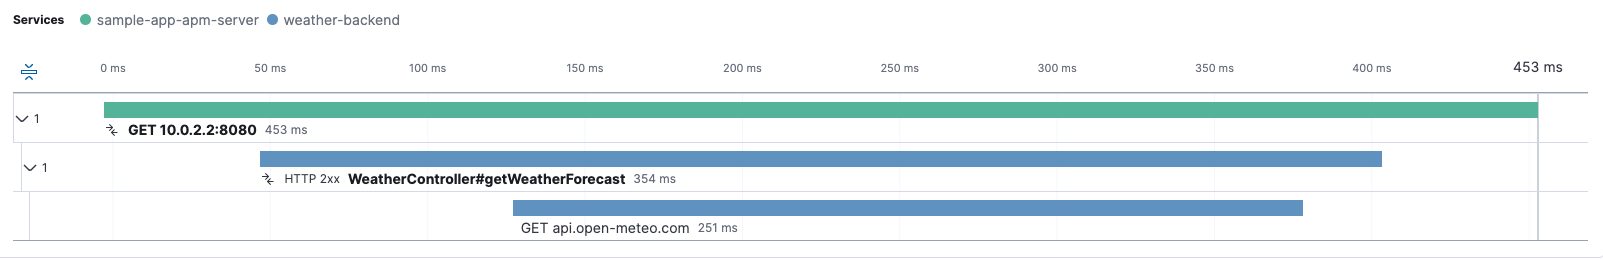 Services sample-app-apm-server weather-backend
0 ms 50 ms 100 ms 150 ms 200 ms 250 ms 300 ms 350 ms 400 ms 453 ms
1
GET 10.0.2.2:8080 453 ms
1
HTTP 2xx WeatherController#getWeatherForecast 354 ms
GET api.open-meteo.com 251 ms